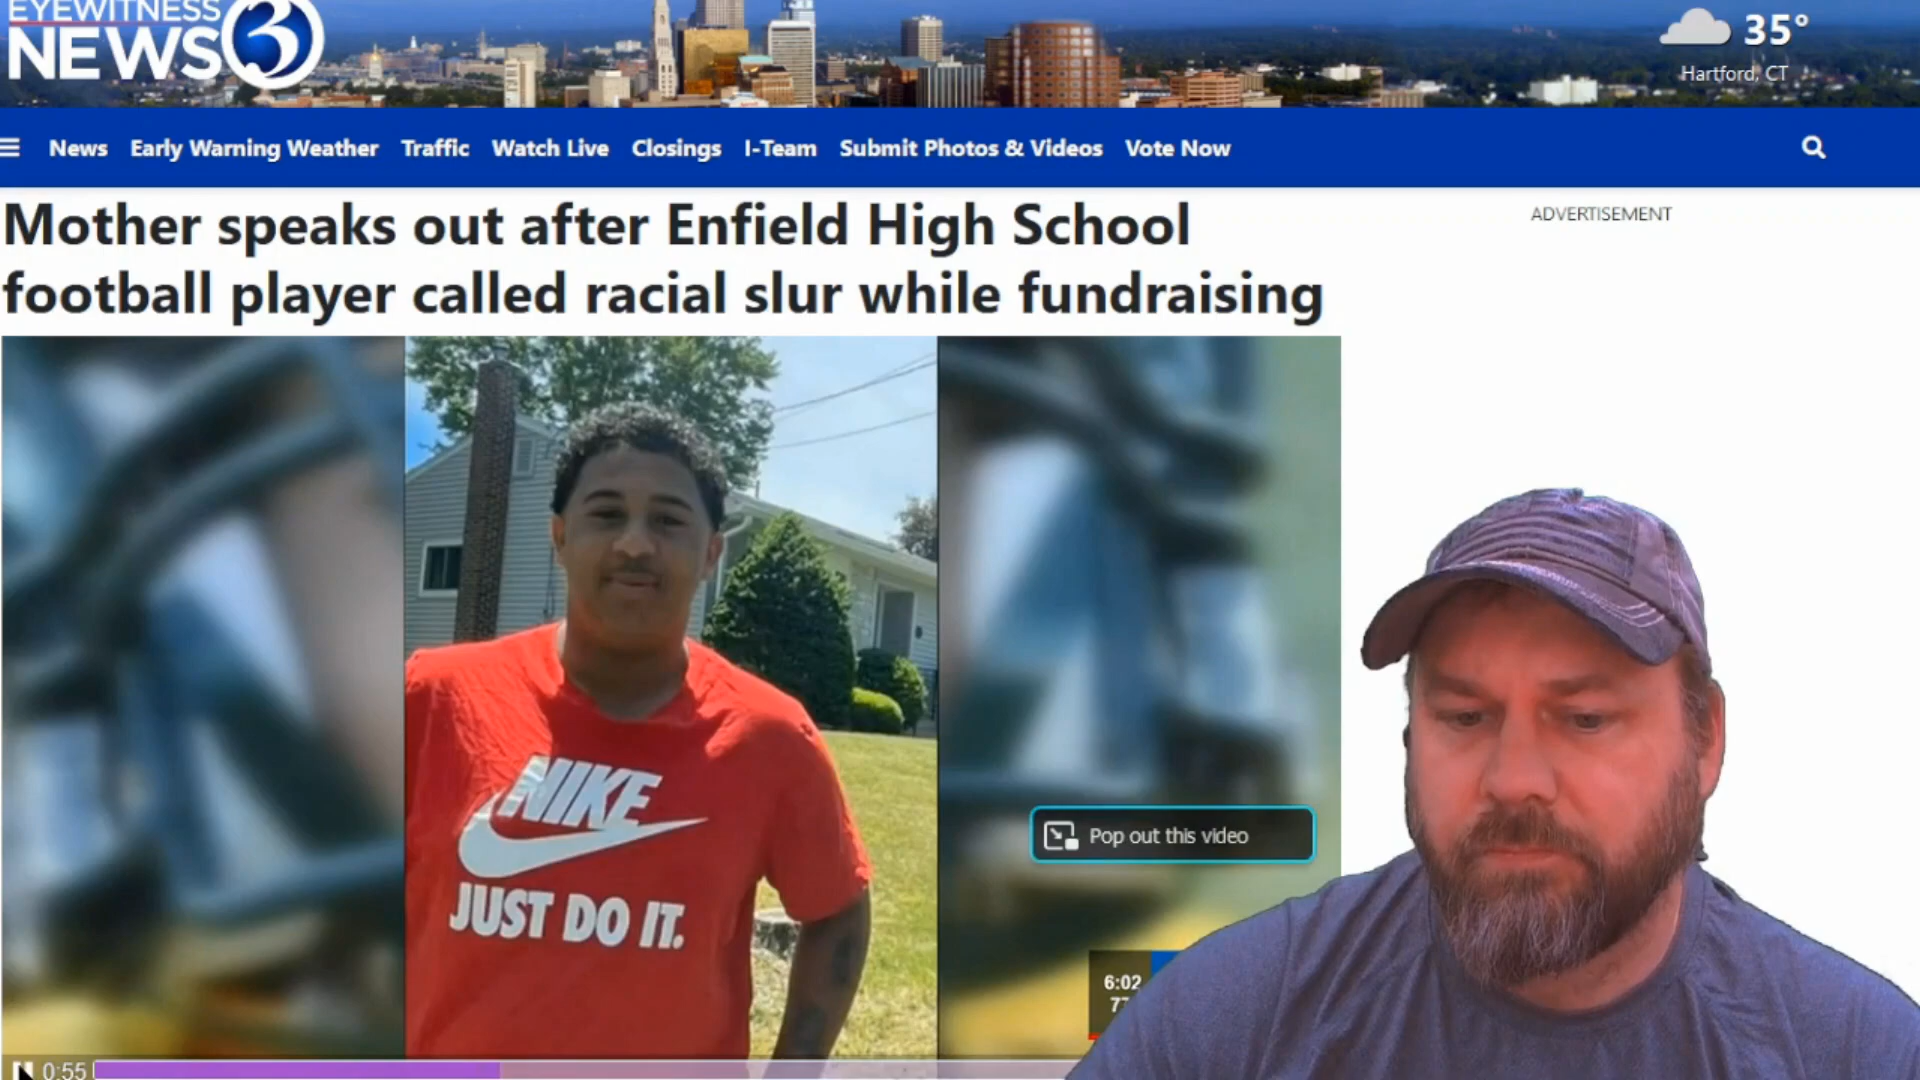 EYEWITNESS
NEWS 3
35°
Hartford, CT
News Early Warning Weather Traffic Watch Live Closings I-Team Submit Photos & Videos Vote Now
Mother speaks out after Enfield High School
football player called racial slur while fundraising
ADVERTISEMENT
NIKE
JUST DO IT.
Pop out this video
6:02
0:55